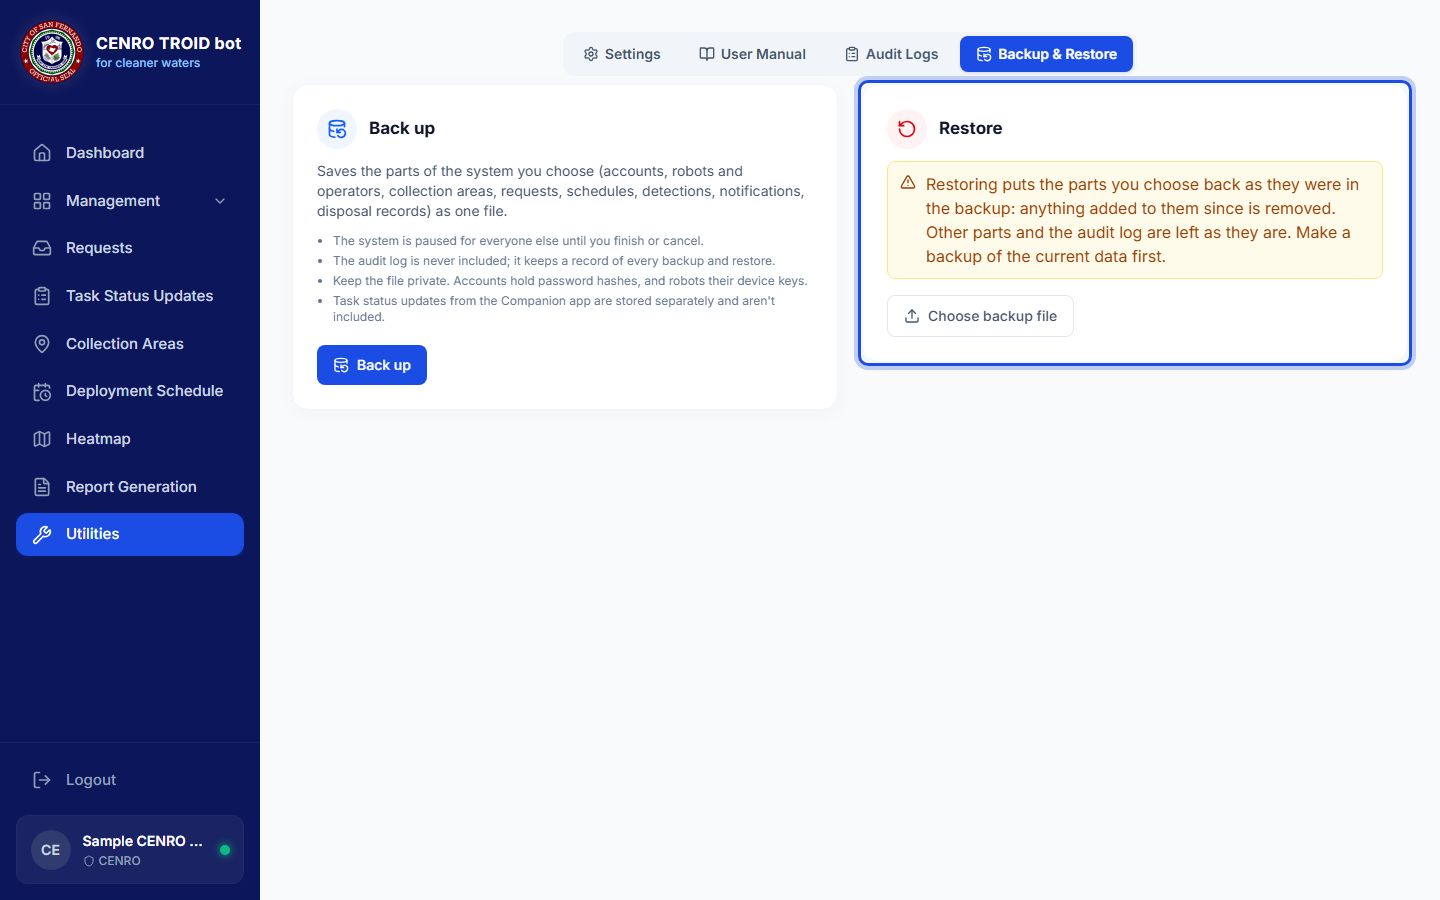 CITY OF SAN FERNANDO
OFFICIAL SEAL
CENRO TROID bot
for cleaner waters
Dashboard
Management
Requests
Task Status Updates
Collection Areas
Deployment Schedule
Heatmap
Report Generation
Utilities
Logout
CE
Sample CENRO ...
CENRO
Settings
User Manual
Audit Logs
Backup & Restore
Back up
Saves the parts of the system you choose (accounts, robots and
operators, collection areas, requests, schedules, detections, notifications,
disposal records) as one file.
• The system is paused for everyone else until you finish or cancel.
• The audit log is never included; it keeps a record of every backup and restore.
• Keep the file private. Accounts hold password hashes, and robots their device keys.
• Task status updates from the Companion app are stored separately and aren't
included.
Back up
Restore
Restoring puts the parts you choose back as they were in
the backup: anything added to them since is removed.
Other parts and the audit log are left as they are. Make a
backup of the current data first.
Choose backup file